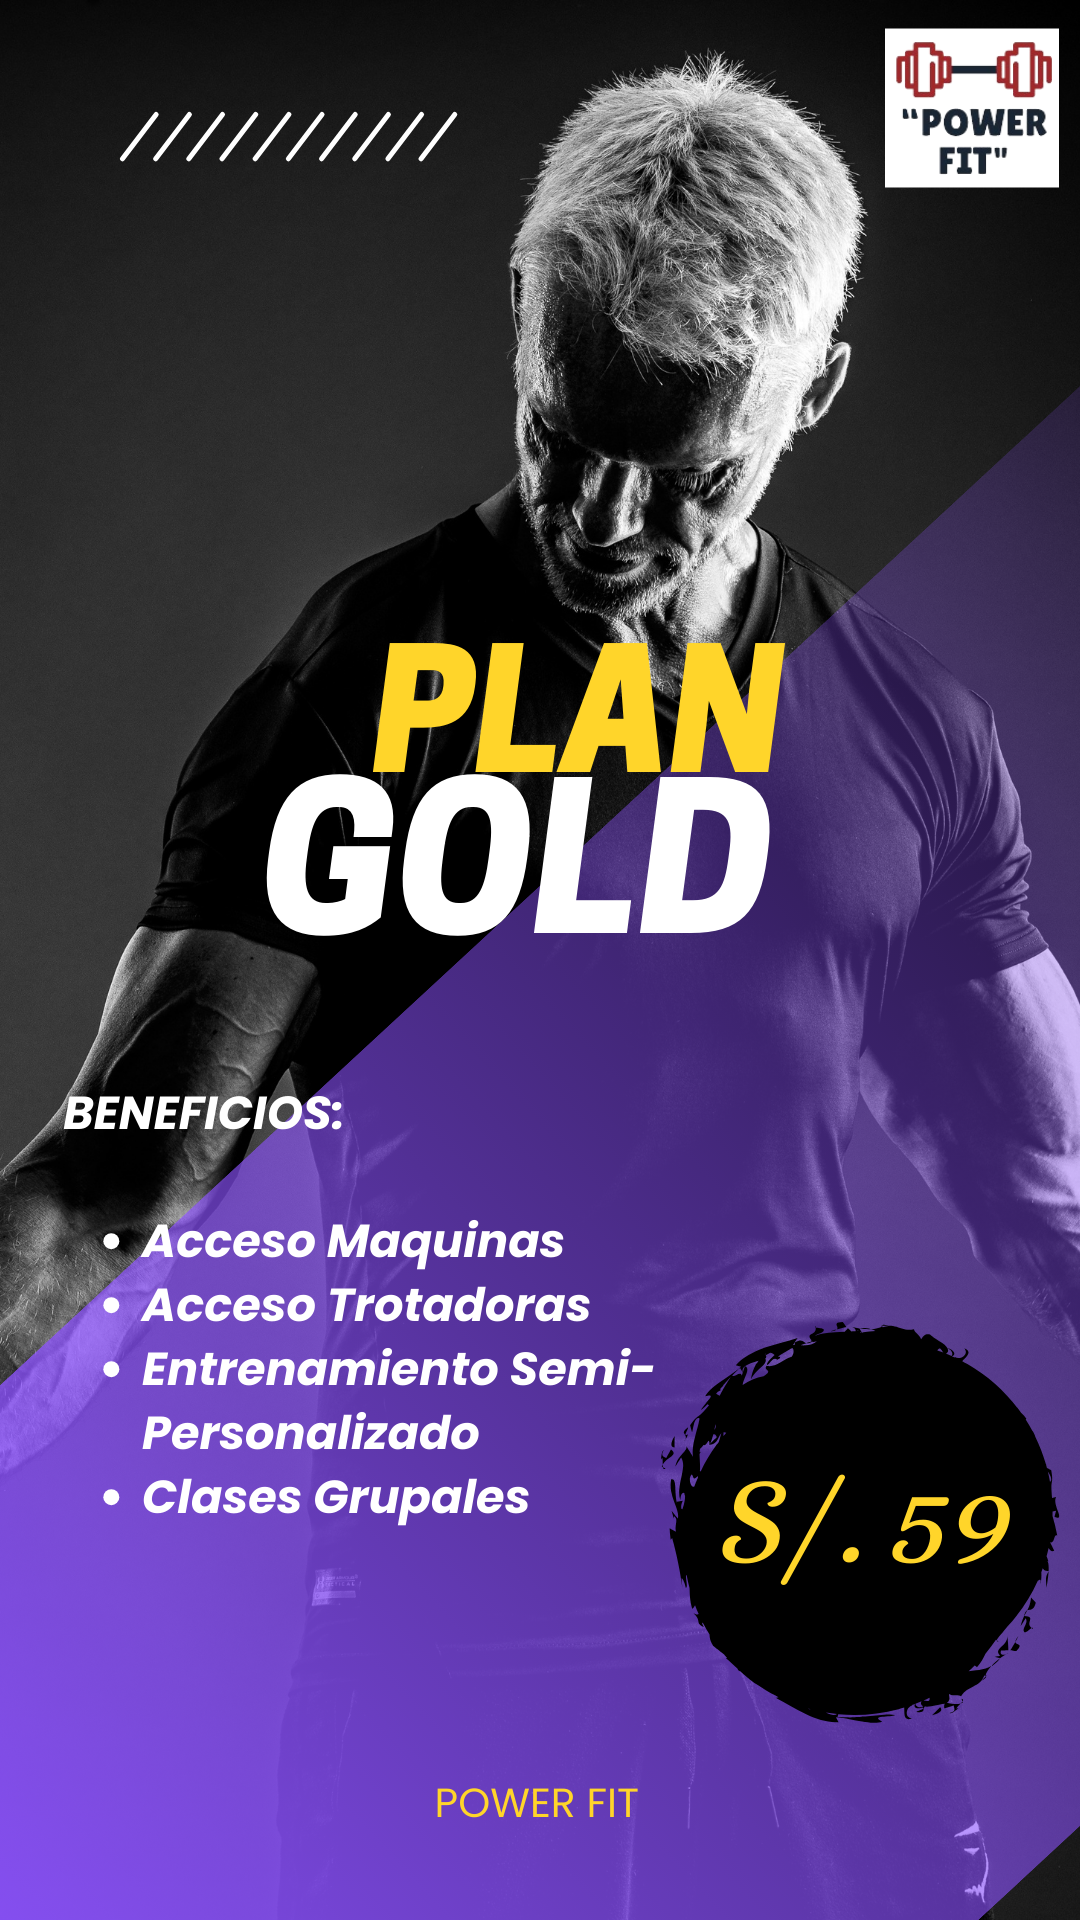 “POWER
FIT"
PLAN
GOLD
BENEFICIOS:
• Acceso Maquinas
• Acceso Trotadoras
• Entrenamiento Semi-
Personalizado
• Clases Grupales
S/. 59
POWER FIT